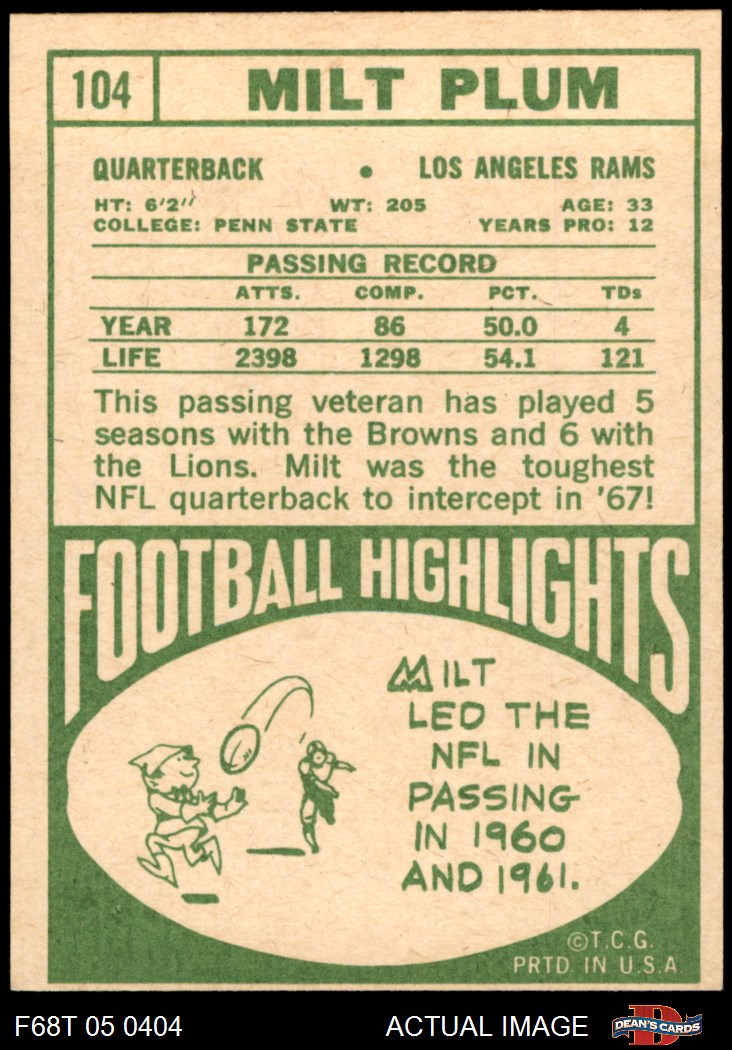 104 MILT PLUM
QUARTERBACK • LOS ANGELES RAMS
HT: 6'2" WT: 205 AGE: 33
COLLEGE: PENN STATE YEARS PRO: 12
PASSING RECORD
ATTS. COMP. PCT. TDs
YEAR 172 86 50.0 4
LIFE 2398 1298 54.1 121
This passing veteran has played 5
seasons with the Browns and 6 with
the Lions. Milt was the toughest
NFL quarterback to intercept in '67!
FOOTBALL HIGHLIGHTS
MILT
LED THE
NFL IN
PASSING
IN 1960
AND 1961.
©T.C.G.
PRTD. IN U.S.A
F68T 05 0404 ACTUAL IMAGE D DEAN'S CARDS